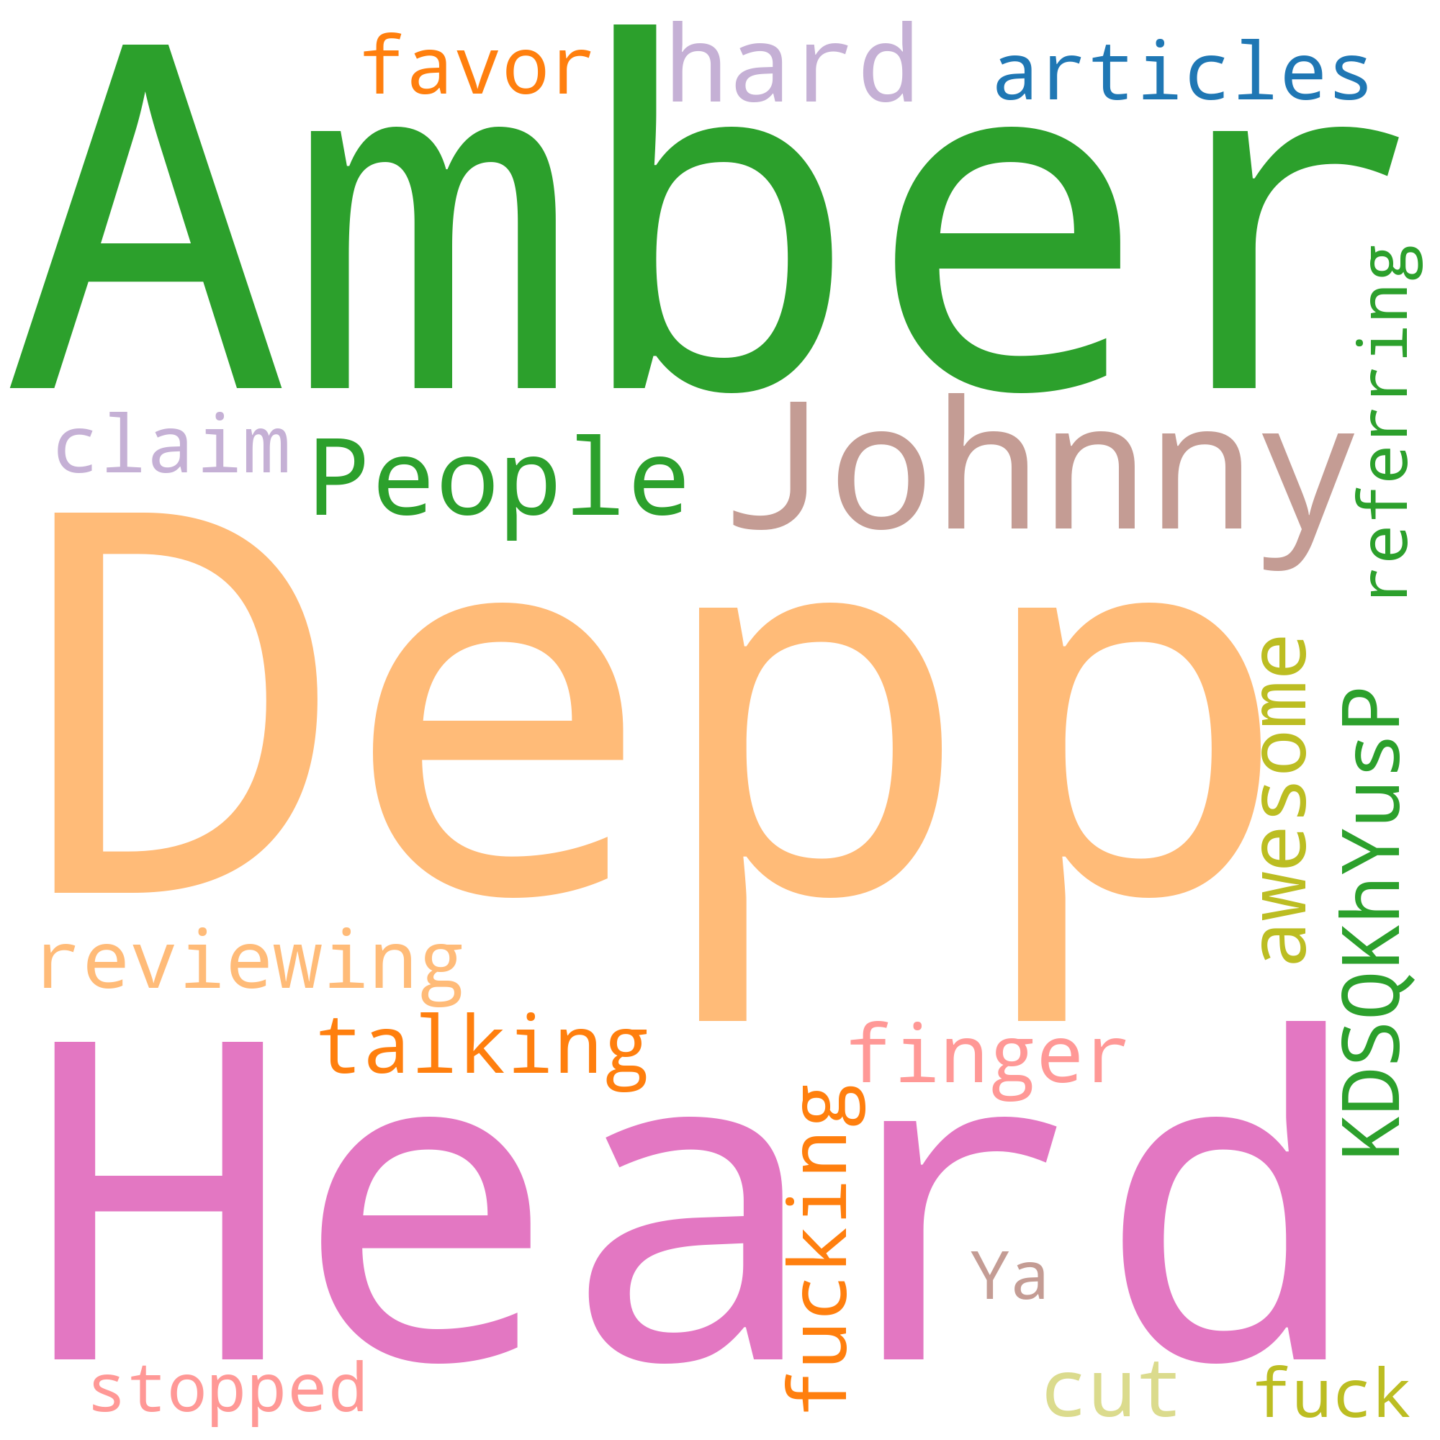 favor
hard
articles
Amber
referring
claim
People
Johnny
Depp
awesome
KDSQKhYusP
reviewing
talking
finger
Heard
fucking
Ya
stopped
cut
fuck